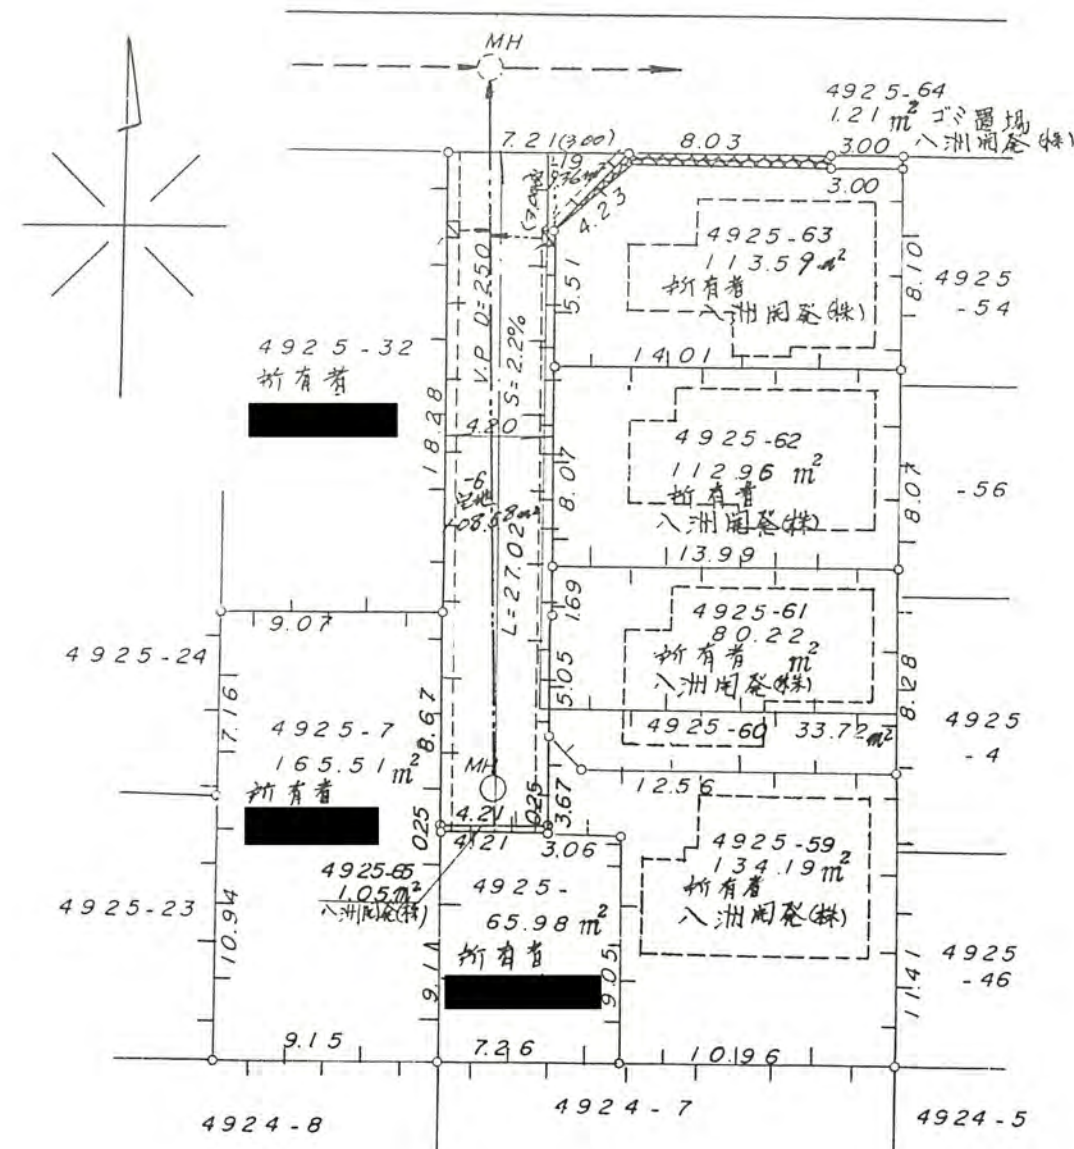 MH
4925-64
1.21 m² ゴミ置場
八洲開発(株)
7.21(3.00)
8.03
3.00
3.00
-19
4.23
4925-63
113.59 m²
所有者
八洲開発(株)
8.10
4925
-54
5.51
V.P D=250
S=2.2%
L=27.02
14.01
4925-32
所有者
18.28
4.20
4925-62
112.96 m²
所有者
八洲開発(株)
8.07
8.07
-56
-6
宅地
13.99
1.69
4925-61
80.22 m²
所有者
八洲開発(株)
8.28
9.07
4925-24
5.05
4925-60 33.72 m²
4925
-4
7.16
4925-7
165.51 m²
所有者
8.67
MH
12.56
3.67
0.25
0.25
4.21
4.21
3.06
4925-59
134.19 m²
所有者
八洲開発(株)
4925-65
1.05 m²
八洲開発(株)
4925-
65.98 m²
所有者
4925-23
10.94
9.11
9.05
11.41
4925
-46
9.15
7.26
10.96
4924-8
4924-7
4924-5